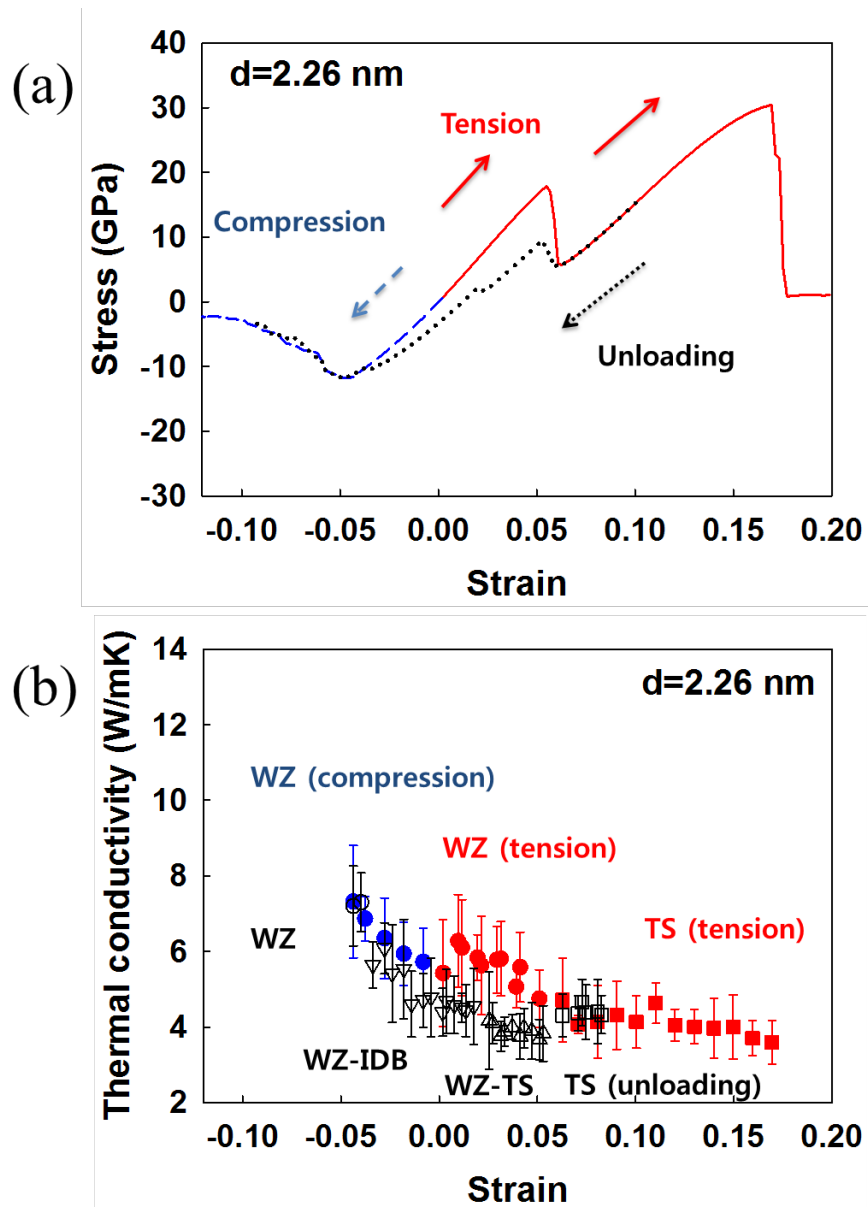 (a)
d=2.26 nm
Tension
Compression
Unloading
Stress (GPa)
40
30
20
10
0
-10
-20
-30
-0.10 -0.05 0.00 0.05 0.10 0.15 0.20
Strain
(b)
d=2.26 nm
WZ (compression)
WZ (tension)
TS (tension)
WZ
WZ-IDB
WZ-TS
TS (unloading)
Thermal conductivity (W/mK)
14
12
10
8
6
4
2
-0.10 -0.05 0.00 0.05 0.10 0.15 0.20
Strain